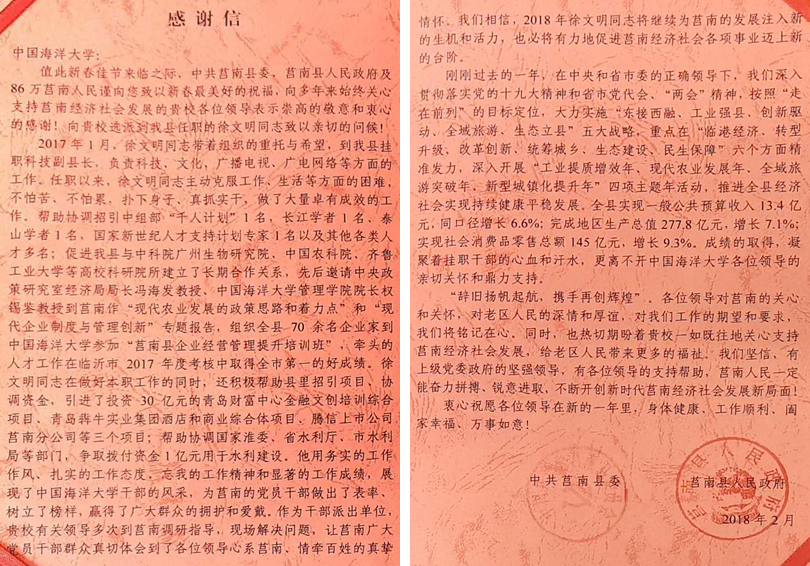 感谢信
中国海洋大学：
值此新春佳节来临之际，中共莒南县委、莒南县人民政府及
86 万莒南人民谨向您致以新春最美好的祝福，向多年来始终关心
支持莒南经济社会发展的贵校各位领导表示崇高的敬意和衷心
的感谢！向贵校选派到我县任职的徐文明同志致以亲切的问候！
2017 年 1 月，徐文明同志带着组织的重托与希望，到我县挂
职科技副县长，负责科技、文化、广播电视、广电网络等方面的
工作。任职以来，徐文明同志主动克服工作、生活等方面的困难，
不怕苦、不怕累，扑下身子、真抓实干，做了大量卓有成效的工
作。帮助协调招引中组部“千人计划”1 名，长江学者 1 名，泰
山学者 1 名，国家新世纪人才支持计划专家 1 名以及其他各类人
才多名；促进我县与中科院广州生物研究院、中国农科院、齐鲁
工业大学等高校科研院所建立了长期合作关系，先后邀请中央政
策研究室经济局局长冯海发教授、中国海洋大学管理学院院长权
锡鉴教授到莒南作“现代农业发展的政策思路和着力点”和“现
代企业制度与管理创新”专题报告，组织全县 70 余名企业家到
中国海洋大学参加“莒南县企业经营管理提升培训班”，牵头的
人才工作在临沂市 2017 年度考核中取得全市第一的好成绩。徐
文明同志在做好本职工作的同时，还积极帮助县里招引项目、协
调资金，引进了投资 30 亿元的青岛财富中心金融文创培训综合
项目、青岛犇牛实业集团酒店和商业综合体项目、腾信上市公司
莒南分公司等三个项目；帮助协调国家淮委、省水利厅、市水利
局等部门，争取拨付资金 1 亿元用于水利建设。他用务实的工作
作风、扎实的工作态度、忘我的工作精神和显著的工作成绩，展
现了中国海洋大学干部的风采，为莒南的党员干部做出了表率、
树立了榜样，赢得了广大群众的拥护和爱戴。作为干部派出单位，
贵校有关领导多次到莒南调研指导，现场解决问题，让莒南广大
党员干部群众真切体会到了各位领导心系莒南、情牵百姓的真挚
情怀。我们相信，2018 年徐文明同志将继续为莒南的发展注入新
的生机和活力，也必将有力地促进莒南经济社会各项事业迈上新
的台阶。
刚刚过去的一年，在中央和省市委的正确领导下，我们深入
贯彻落实党的十九大精神和省市党代会、“两会”精神，按照“走
在前列”的目标定位，大力实施“东接西融、工业强县、创新驱
动、全域旅游、生态立县”五大战略，重点在“临港经济、转型
升级、改革创新、统筹城乡、生态建设、民生保障”六个方面精
准发力，深入开展“工业提质增效年、现代农业发展年、全域旅
游突破年、新型城镇化提升年”四项主题年活动，推进全县经济
社会实现持续健康平稳发展。全县实现一般公共预算收入 13.4 亿
元，同口径增长 6.6%；完成地区生产总值 277.8 亿元，增长 7.1%；
实现社会消费品零售总额 145 亿元，增长 9.3%。成绩的取得，凝
聚着挂职干部的心血和汗水，更离不开中国海洋大学各位领导的
亲切关怀和鼎力支持。
“辞旧扬帆起航，携手再创辉煌”。各位领导对莒南的关心
和关怀，对老区人民的深情和厚谊，对我们工作的期望和要求，
我们将铭记在心。同时，也热切期盼着贵校一如既往地关心支持
莒南经济社会发展，给老区人民带来更多的福祉。我们坚信，有
上级党委政府的坚强领导，有各位领导的支持帮助，莒南人民一定
能奋力拼搏、锐意进取，不断开创新时代莒南经济社会发展新局面！
衷心祝愿各位领导在新的一年里，身体健康、工作顺利、阖
家幸福、万事如意！
中共莒南县委 莒南县人民政府
2018 年 2 月